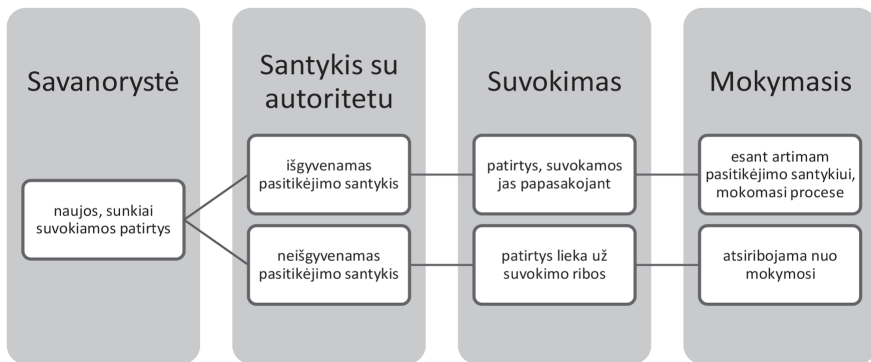 Savanorystė
naujos, sunkiai
suvokiamos patirtys
Santykis su
autoritetu
išgyvenamas
pasitikėjimo santykis
neišgyvenamas
pasitikėjimo santykis
Suvokimas
patirtys, suvokamos
jas papasakojant
patirtys lieka už
suvokimo ribos
Mokymasis
esant artimam
pasitikėjimo santykiui,
mokomasi procese
atsiribojama nuo
mokymosi